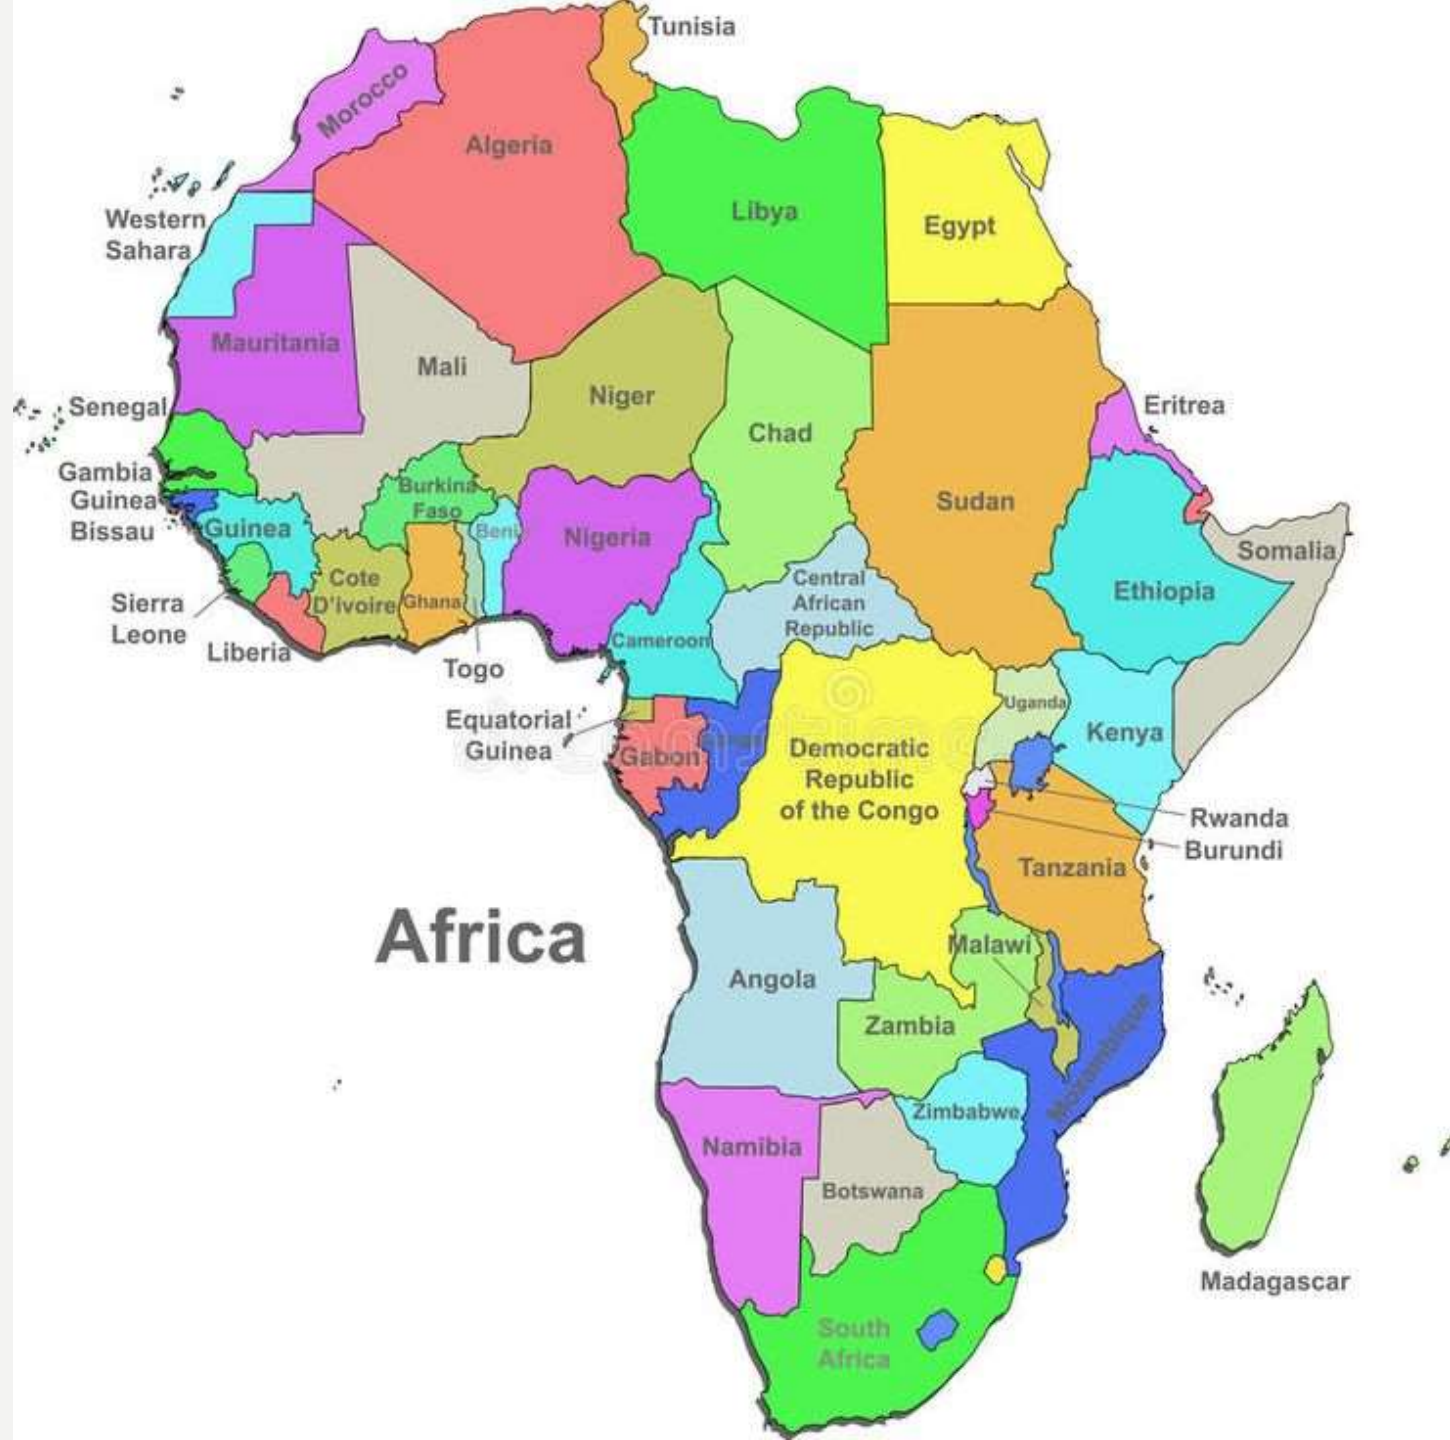 Tunisia
Morocco
Algeria
Libya
Egypt
Western
Sahara
Mauritania
Mali
Niger
Chad
Sudan
Eritrea
Senegal
Gambia
Guinea
Bissau
Guinea
Burkina
Faso
Beni
Nigeria
Somalia
Ethiopia
Cote
D'ivoire
Ghana
Central
African
Republic
Sierra
Leone
Liberia
Togo
Cameroon
Equatorial
Guinea
Gabon
Uganda
Kenya
Democratic
Republic
of the Congo
Rwanda
Burundi
Tanzania
Africa
Malawi
Angola
Zambia
Mozambique
Zimbabwe
Namibia
Botswana
Madagascar
South
Africa